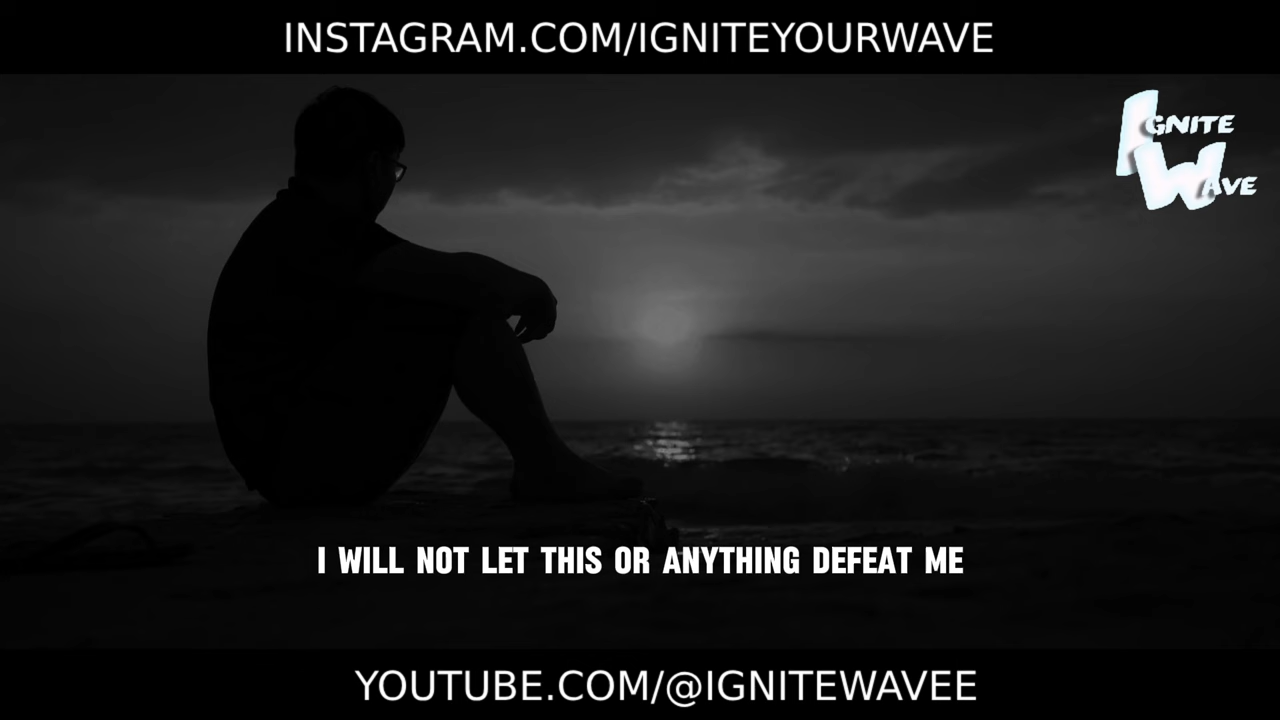 INSTAGRAM.COM/IGNITEYOURWAVE
IGNITE
WAVE
I WILL NOT LET THIS OR ANYTHING DEFEAT ME
YOUTUBE.COM/@IGNITEWAVEE